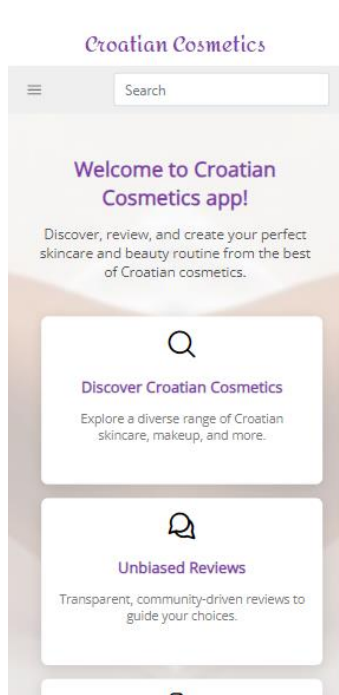 Croatian Cosmetics
Search
Welcome to Croatian
Cosmetics app!
Discover, review, and create your perfect
skincare and beauty routine from the best
of Croatian cosmetics.
Discover Croatian Cosmetics
Explore a diverse range of Croatian
skincare, makeup, and more.
Unbiased Reviews
Transparent, community-driven reviews to
guide your choices.